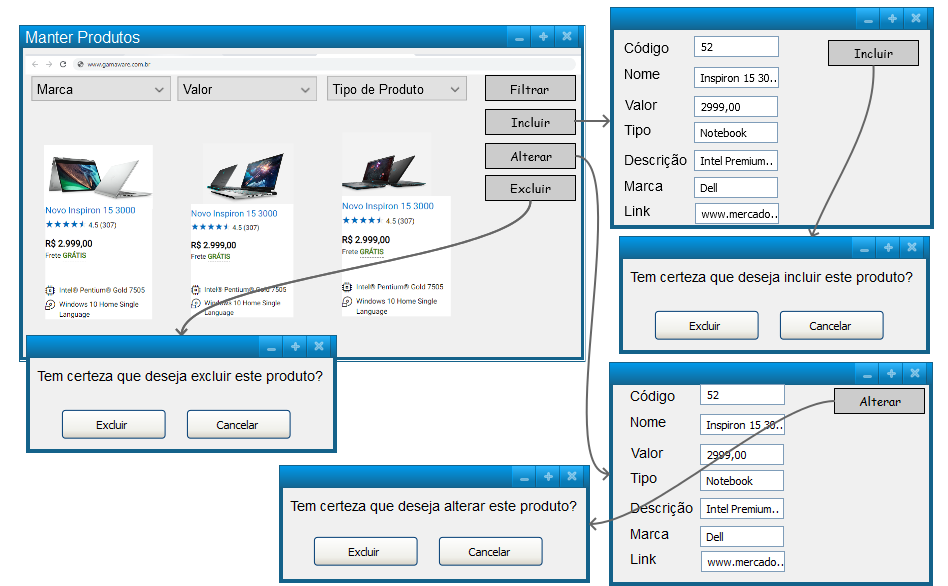 Manter Produtos
www.gamaware.com.br
Marca
Valor
Tipo de Produto
Filtrar
Incluir
Alterar
Excluir
Novo Inspiron 15 3000
4.5 (307)
R$ 2.999,00
Frete GRÁTIS
Intel® Pentium® Gold 7505
Windows 10 Home Single
Language
Novo Inspiron 15 3000
4.5 (307)
R$ 2.999,00
Frete GRÁTIS
Intel® Pentium® Gold 7505
Windows 10 Home Single
Language
Novo Inspiron 15 3000
4.5 (307)
R$ 2.999,00
Frete GRÁTIS
Intel® Pentium® Gold 7505
Windows 10 Home Single
Language
Código 52
Incluir
Nome Inspiron 15 30..
Valor 2999,00
Tipo Notebook
Descrição Intel Premium..
Marca Dell
Link www.mercado..
Tem certeza que deseja incluir este produto?
Excluir Cancelar
Tem certeza que deseja excluir este produto?
Excluir Cancelar
Código 52
Alterar
Nome Inspiron 15 30..
Valor 2999,00
Tipo Notebook
Descrição Intel Premium..
Marca Dell
Link www.mercado..
Tem certeza que deseja alterar este produto?
Excluir Cancelar